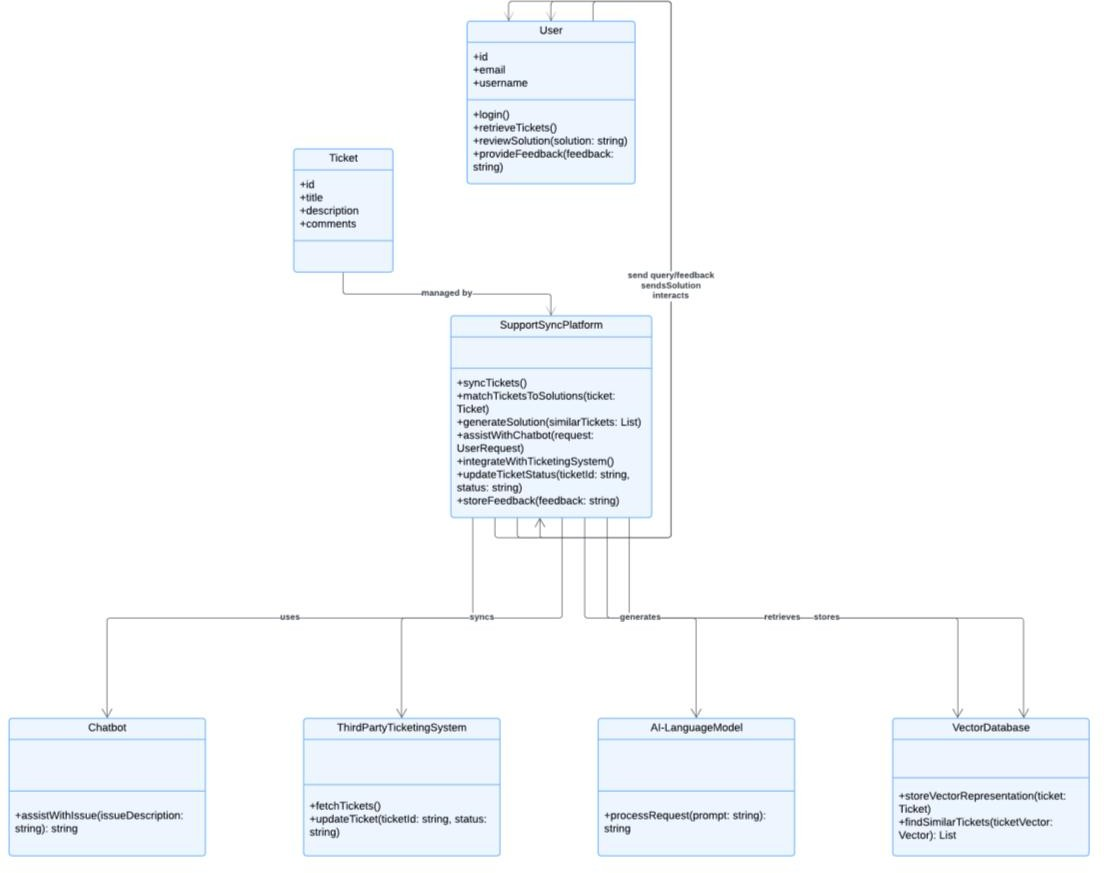 User
+id
+email
+username
+login()
+retrieveTickets()
+reviewSolution(solution: string)
+provideFeedback(feedback:
string)
Ticket
+id
+title
+description
+comments
send query/feedback
sendsSolution
interacts
managed by
SupportSyncPlatform
+syncTickets()
+matchTicketsToSolutions(ticket:
Ticket)
+generateSolution(similarTickets: List)
+assistWithChatbot(request:
UserRequest)
+integrateWithTicketingSystem()
+updateTicketStatus(ticketId: string,
status: string)
+storeFeedback(feedback: string)
uses
syncs
generates
retrieves
stores
Chatbot
+assistWithIssue(issueDescription:
string): string
ThirdPartyTicketingSystem
+fetchTickets()
+updateTicket(ticketId: string, status:
string)
AI-LanguageModel
+processRequest(prompt: string):
string
VectorDatabase
+storeVectorRepresentation(ticket:
Ticket)
+findSimilarTickets(ticketVector:
Vector): List